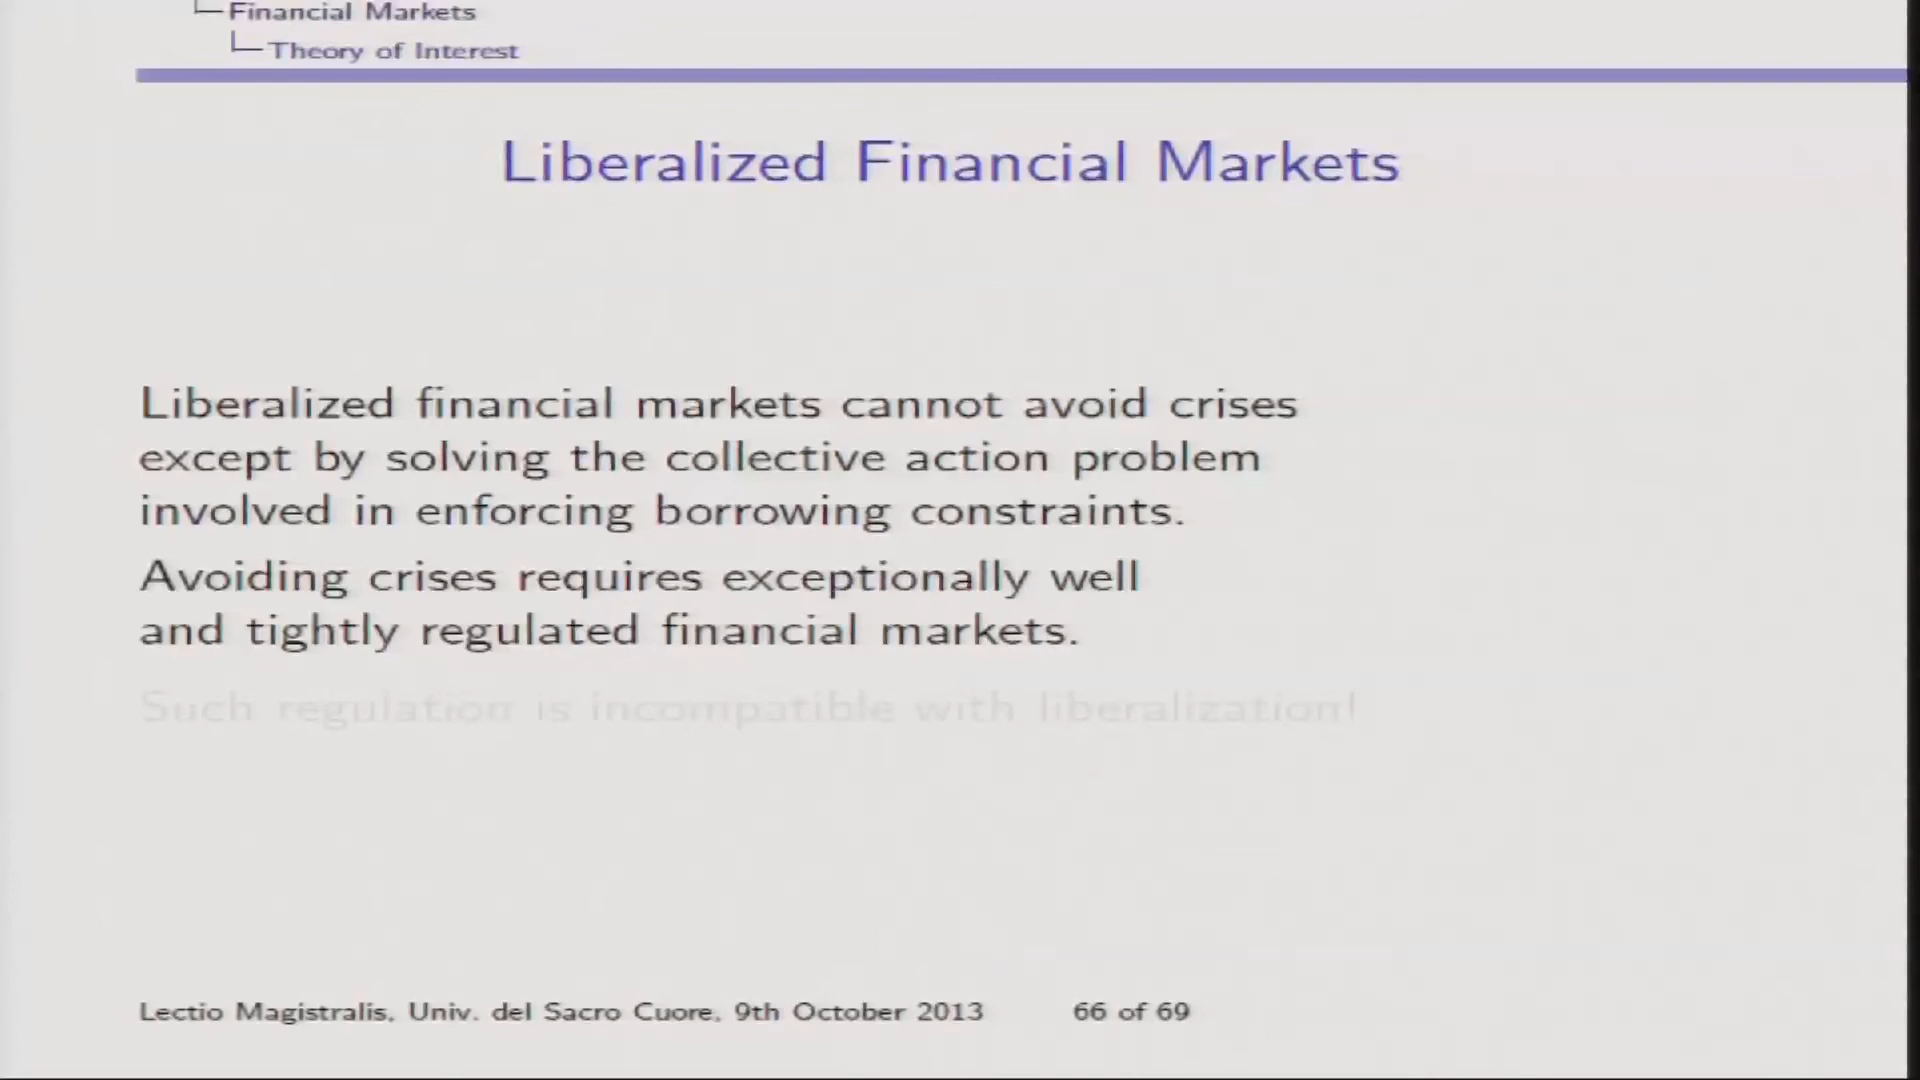 Financial Markets
Theory of Interest
Liberalized Financial Markets
Liberalized financial markets cannot avoid crises
except by solving the collective action problem
involved in enforcing borrowing constraints.
Avoiding crises requires exceptionally well
and tightly regulated financial markets.
Such regulation is incompatible with liberalization!
Lectio Magistralis, Univ. del Sacro Cuore, 9th October 2013 66 of 69